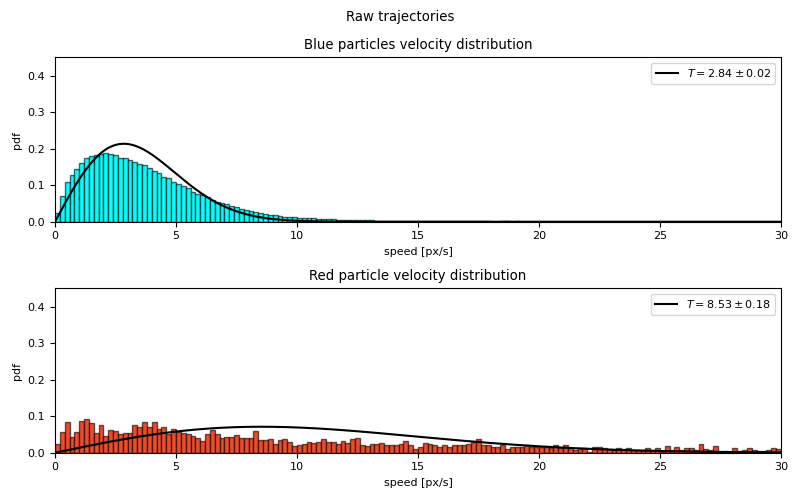 Raw trajectories
Blue particles velocity distribution
T = 2.84 ± 0.02
pdf
0.4
0.3
0.2
0.1
0.0
0 5 10 15 20 25 30
speed [px/s]
Red particle velocity distribution
T = 8.53 ± 0.18
pdf
0.4
0.3
0.2
0.1
0.0
0 5 10 15 20 25 30
speed [px/s]